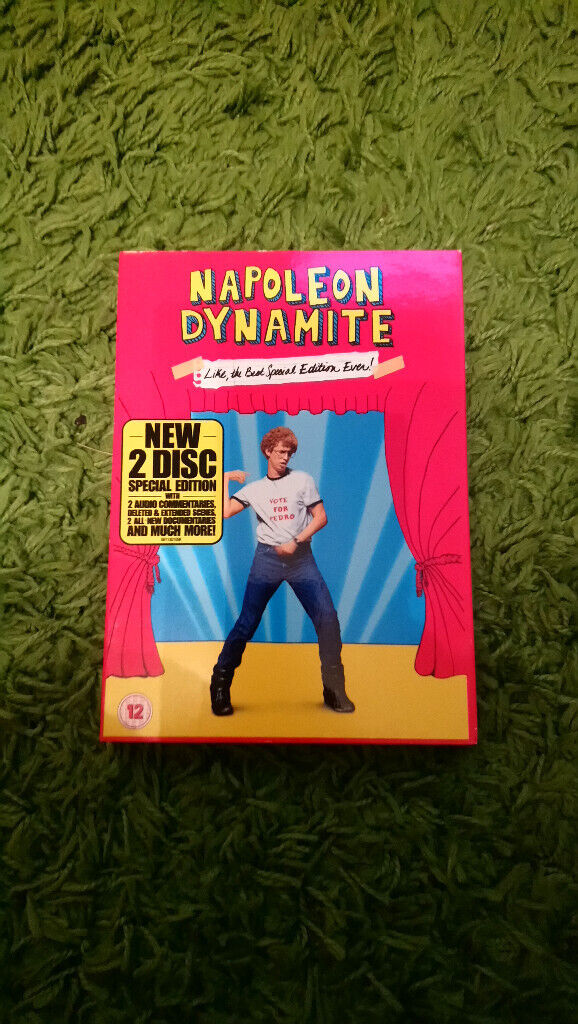 NAPOLEON
DYNAMITE
Like, the Best Special Edition Ever!
NEW
2 DISC
SPECIAL EDITION
WITH
2 AUDIO COMMENTARIES,
DELETED & EXTENDED SCENES,
2 ALL NEW DOCUMENTARIES
AND MUCH MORE!
VOTE
FOR
PEDRO
12